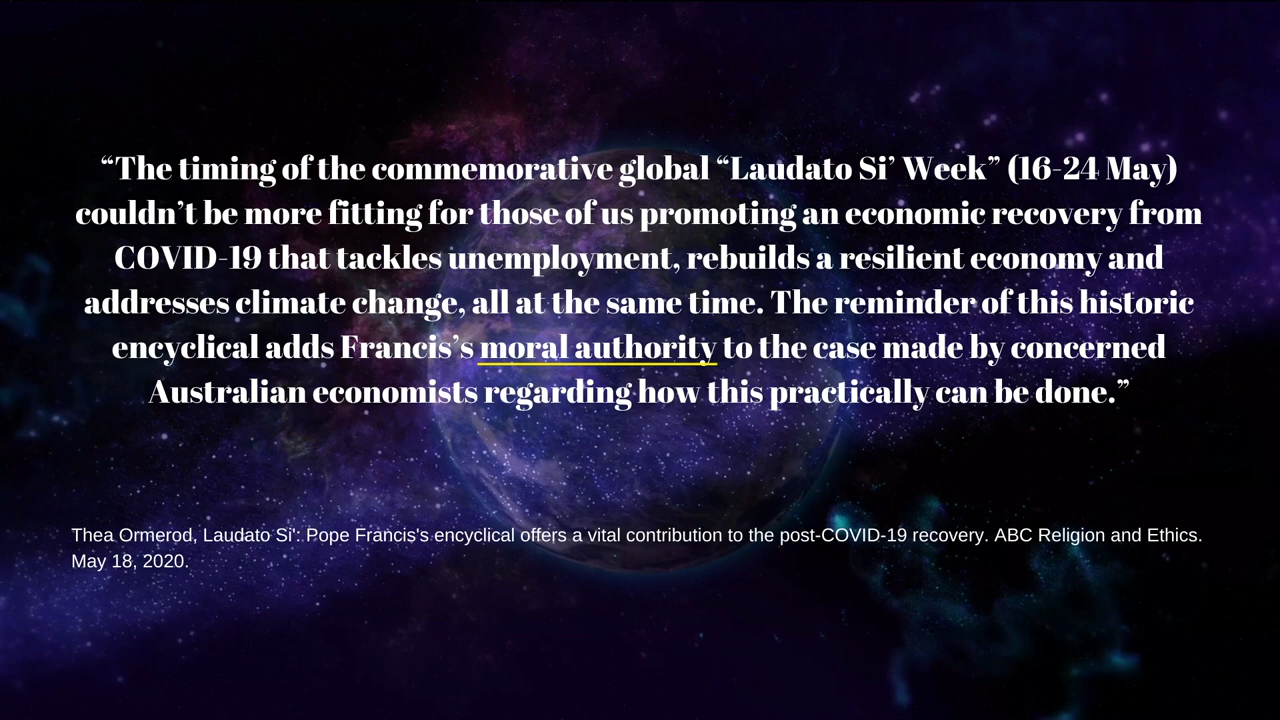 “The timing of the commemorative global “Laudato Si’ Week” (16-24 May)
couldn’t be more fitting for those of us promoting an economic recovery from
COVID-19 that tackles unemployment, rebuilds a resilient economy and
addresses climate change, all at the same time. The reminder of this historic
encyclical adds Francis’s moral authority to the case made by concerned
Australian economists regarding how this practically can be done.”
Thea Ormerod, Laudato Si': Pope Francis's encyclical offers a vital contribution to the post-COVID-19 recovery. ABC Religion and Ethics.
May 18, 2020.